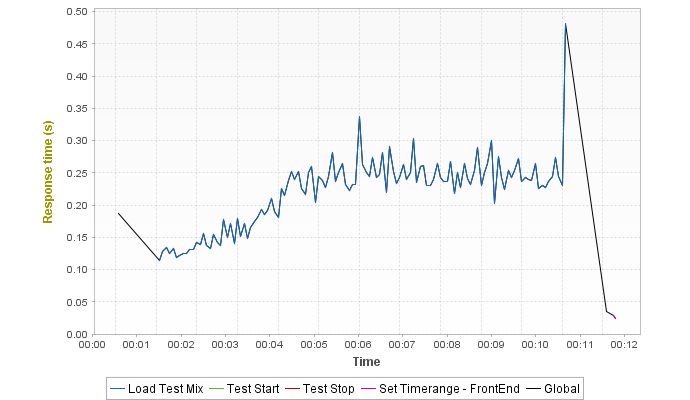 0.50
0.45
0.40
0.35
0.30
0.25
0.20
0.15
0.10
0.05
0.00
Response time (s)
00:00 00:01 00:02 00:03 00:04 00:05 00:06 00:07 00:08 00:09 00:10 00:11 00:12
Time
Load Test Mix Test Start Test Stop Set Timerange - FrontEnd Global